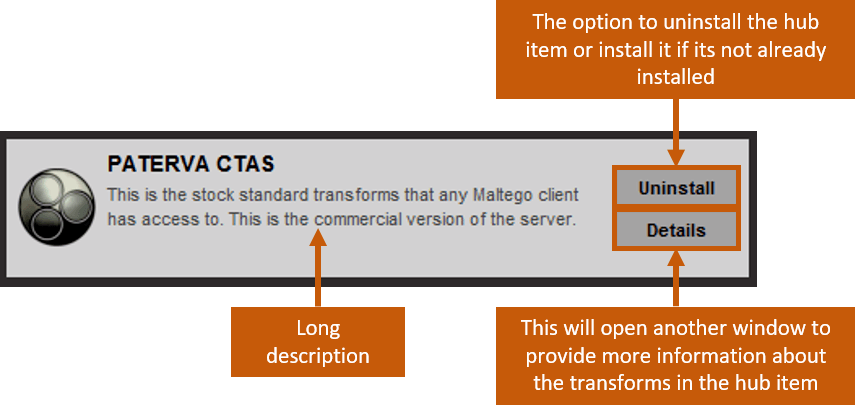 The option to uninstall the hub
item or install it if its not already
installed
PATERVA CTAS
This is the stock standard transforms that any Maltego client
has access to. This is the commercial version of the server.
Uninstall
Details
Long
description
This will open another window to
provide more information about
the transforms in the hub item